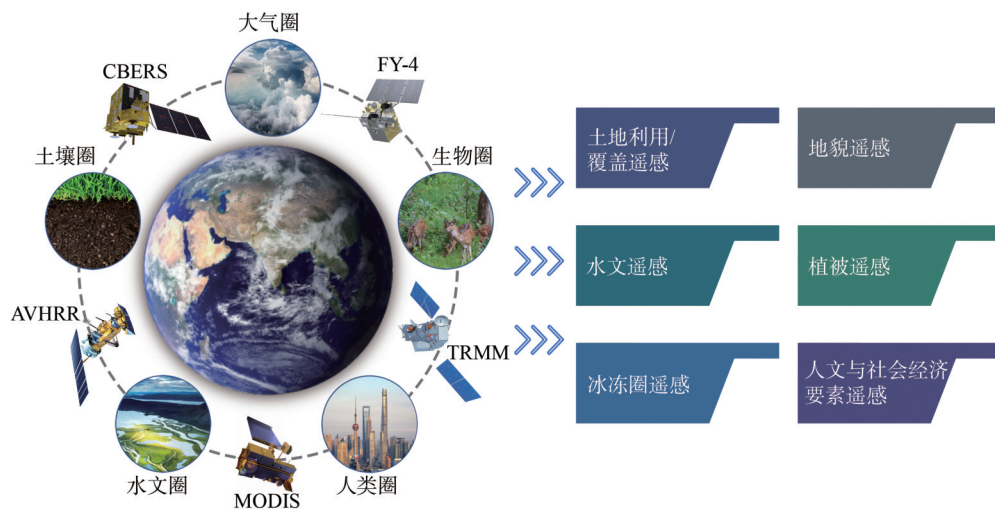 大气圈
CBERS
FY-4
土壤圈
生物圈
AVHRR
TRMM
水文圈
MODIS
人类圈
土地利用/
覆盖遥感
地貌遥感
水文遥感
植被遥感
冰冻圈遥感
人文与社会经济
要素遥感